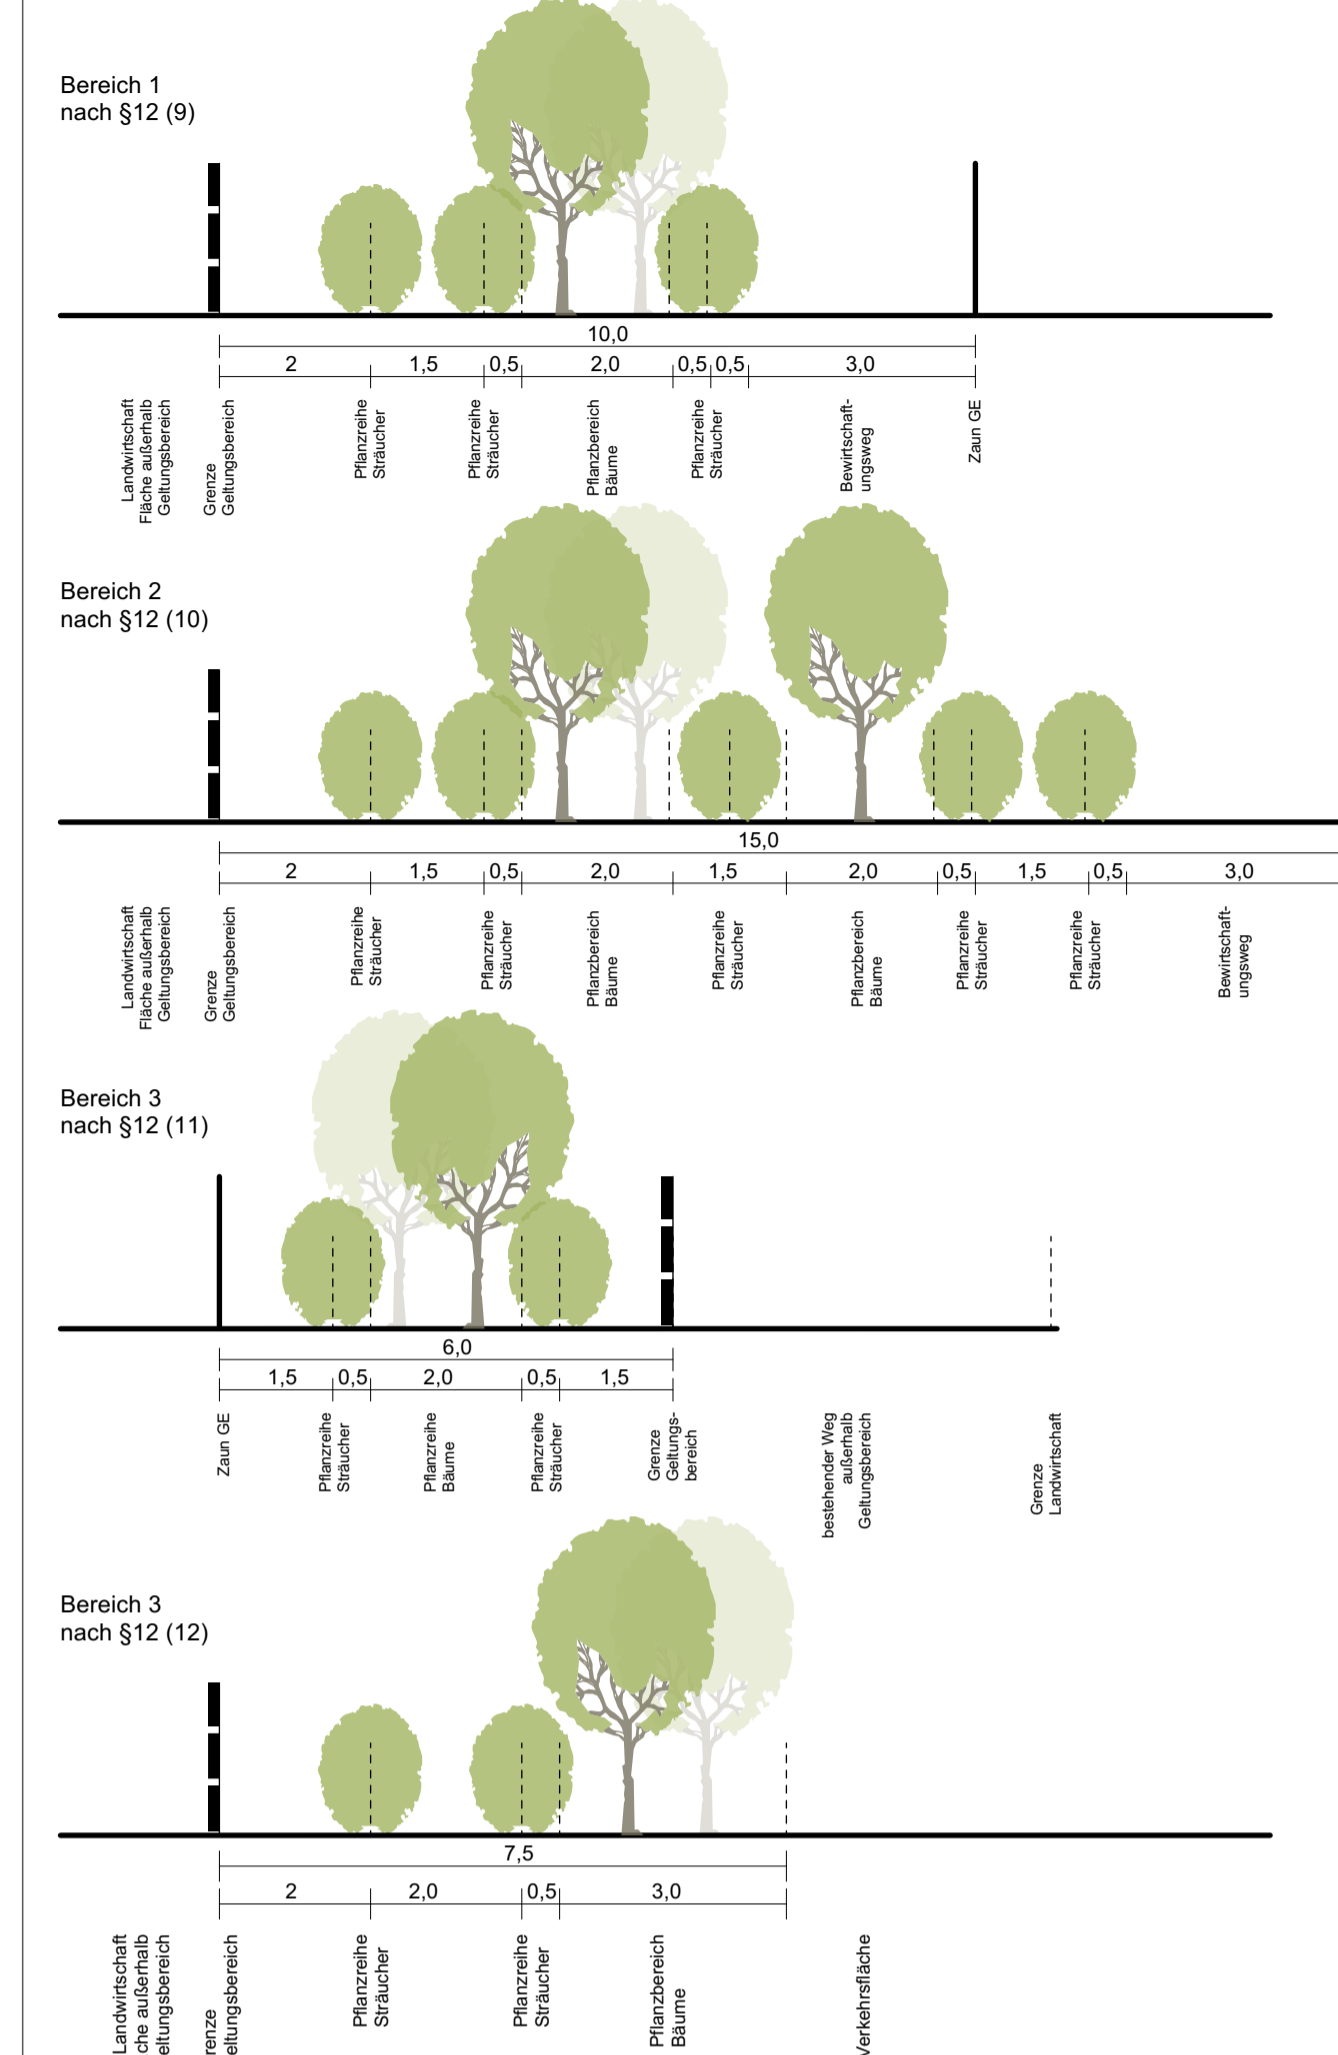 Bereich 1
nach §12 (9)
10,0
2
1,5
0,5
2,0
0,5
0,5
3,0
Landwirtschaft
Fläche außerhalb
Geltungsbereich
Grenze
Geltungsbereich
Pflanzreihe
Sträucher
Pflanzreihe
Sträucher
Pflanzbereich
Bäume
Pflanzreihe
Sträucher
Bewirtschaft-
ungsweg
Zaun GE
Bereich 2
nach §12 (10)
15,0
2
1,5
0,5
2,0
1,5
2,0
0,5
1,5
0,5
3,0
Landwirtschaft
Fläche außerhalb
Geltungsbereich
Grenze
Geltungsbereich
Pflanzreihe
Sträucher
Pflanzreihe
Sträucher
Pflanzbereich
Bäume
Pflanzreihe
Sträucher
Pflanzbereich
Bäume
Pflanzreihe
Sträucher
Pflanzreihe
Sträucher
Bewirtschaft-
ungsweg
Bereich 3
nach §12 (11)
6,0
1,5
0,5
2,0
0,5
1,5
Zaun GE
Pflanzreihe
Sträucher
Pflanzreihe
Bäume
Pflanzreihe
Sträucher
Grenze
Geltungs-
bereich
bestehender Weg
außerhalb
Geltungsbereich
Grenze
Landwirtschaft
Bereich 3
nach §12 (12)
7,5
2
2,0
0,5
3,0
Landwirtschaft
che außerhalb
eltungsbereich
renze
eltungsbereich
Pflanzreihe
Sträucher
Pflanzreihe
Sträucher
Pflanzbereich
Bäume
Verkehrsfläche